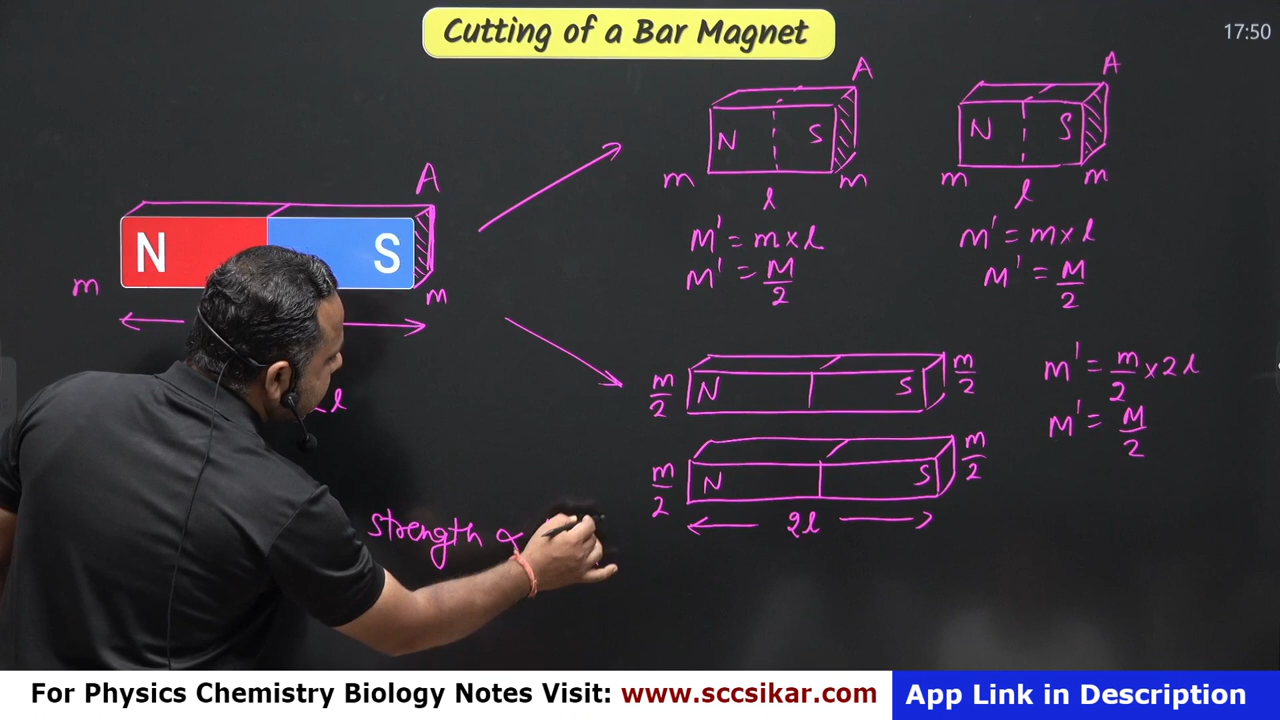 Cutting of a Bar Magnet
17:50
A
N S
m m
l
A
N S
m m
l
M' = m×l
M' = M/2
M' = m×l
M' = M/2
A
N S
m m
l
m/2 N S m/2
m/2 N S m/2
2l
M' = m/2 ×2l
M' = M/2
strength ∝
For Physics Chemistry Biology Notes Visit: www.sccsikar.com
App Link in Description